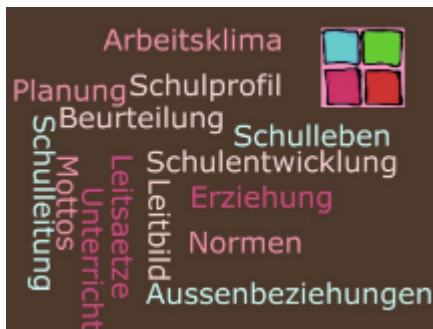 Arbeitsklima
Planung
Schulprofil
Beurteilung
Schulleben
Schulentwicklung
Schulleitung
Mottos
Unterricht
Leitsaetze
Leitbild
Erziehung
Normen
Aussenbeziehungen